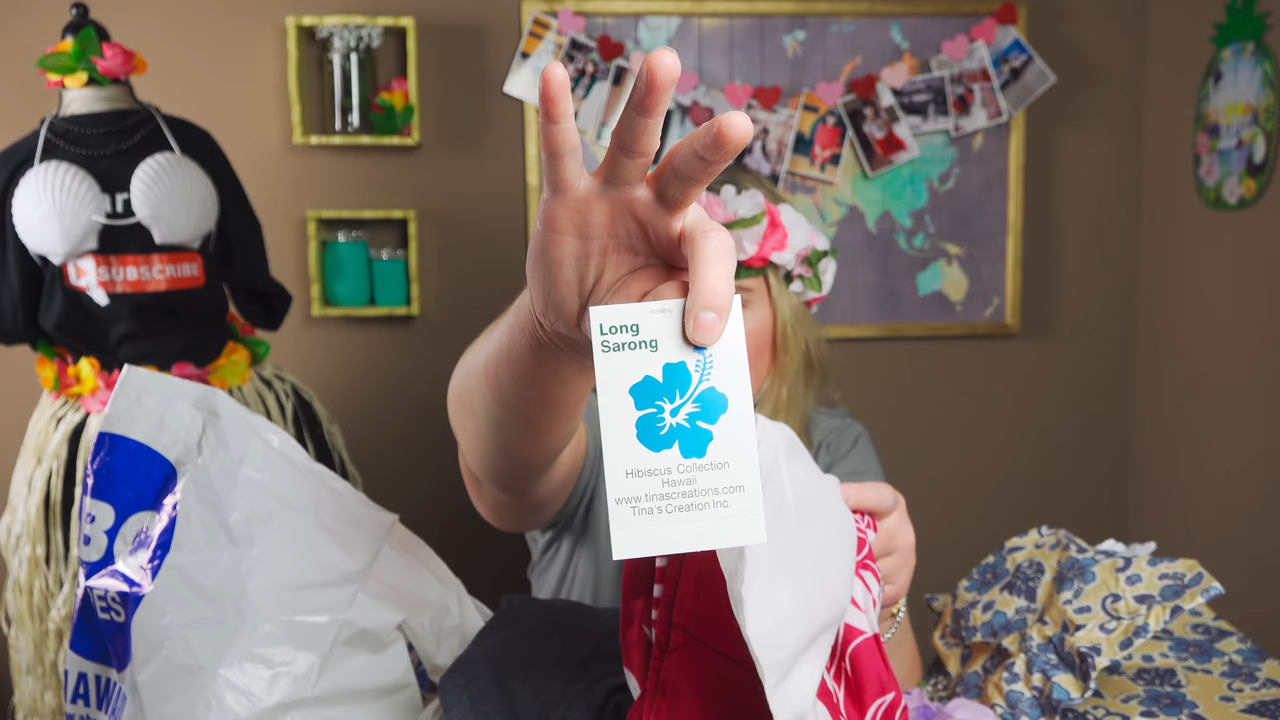 SUBSCRIBE
Long
Sarong
Hibiscus Collection
Hawaii
www.tinascreations.com
Tina's Creation Inc.